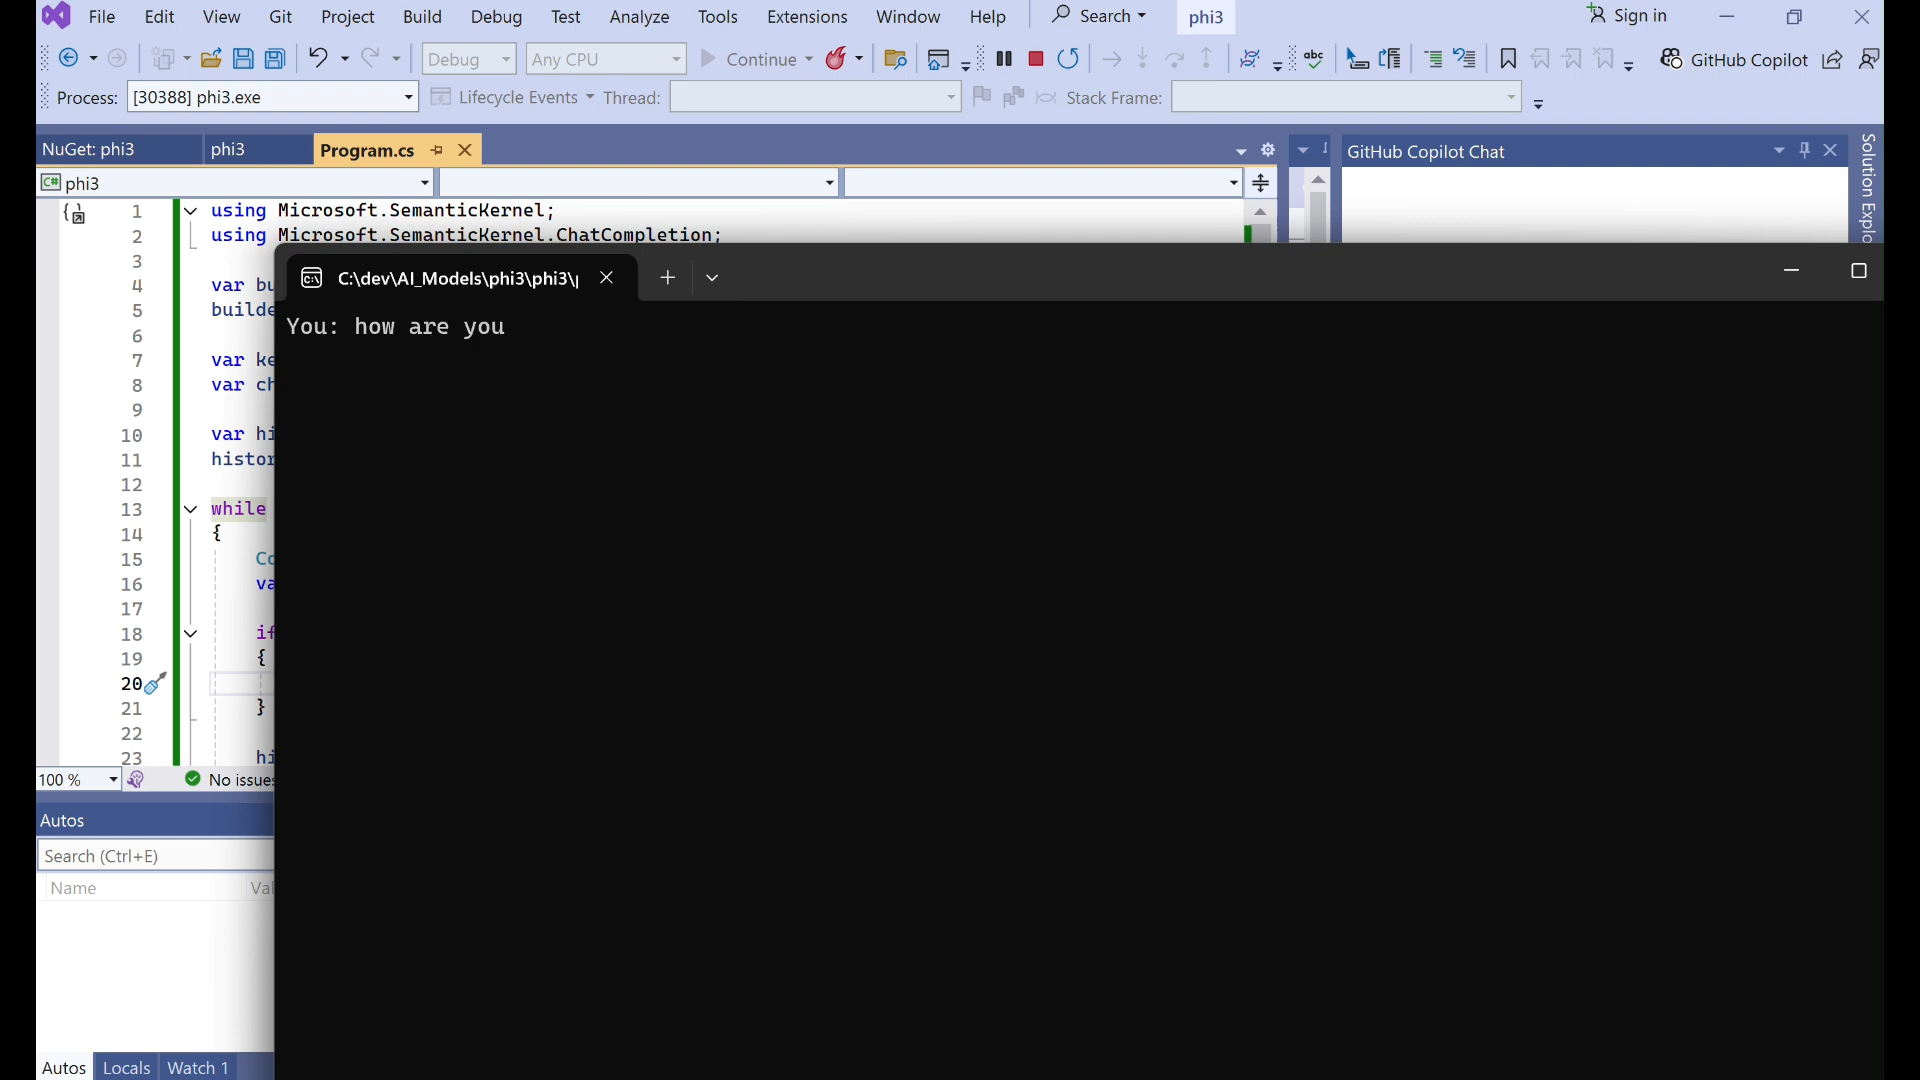 File Edit View Git Project Build Debug Test Analyze Tools Extensions Window Help Search phi3 Sign in
Debug Any CPU Continue abc GitHub Copilot
Process: [30388] phi3.exe Lifecycle Events Thread: Stack Frame:
NuGet: phi3 phi3 Program.cs GitHub Copilot Chat
Solution Explo
C# phi3
1 using Microsoft.SemanticKernel;
2 using Microsoft.SemanticKernel.ChatCompletion;
3
4 var bu
5 builde
6
7 var ke
8 var ch
9
10 var hi
11 histor
12
13 while
14 {
15 Co
16 va
17
18 if
19 {
20
21 }
22
23 hi
C:\dev\AI_Models\phi3\phi3\
You: how are you
100 % No issues
Autos
Search (Ctrl+E)
Name Val
Autos Locals Watch 1